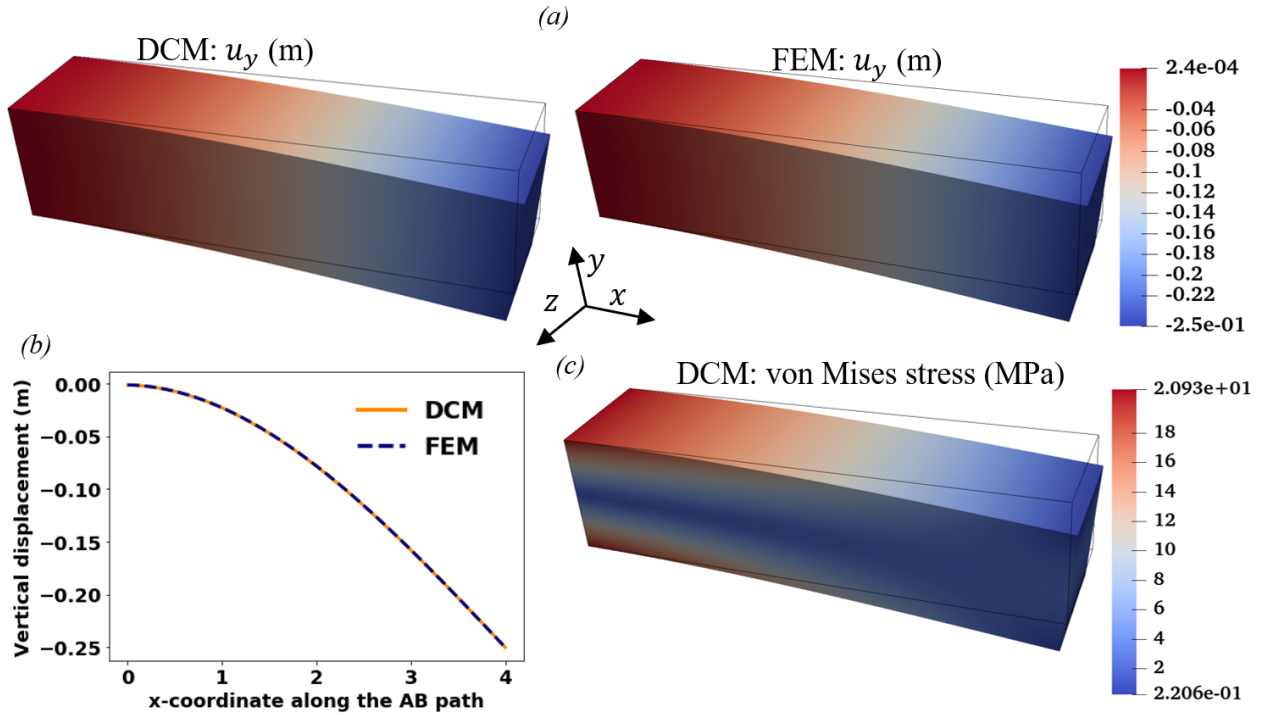 (a)
DCM: u_y (m)
FEM: u_y (m)
2.4e-04
-0.04
-0.06
-0.08
-0.1
-0.12
-0.14
-0.16
-0.18
-0.2
-0.22
-2.5e-01
y
z
x
(b)
0.00
−0.05
−0.10
−0.15
−0.20
−0.25
Vertical displacement (m)
DCM
FEM
0 1 2 3 4
x-coordinate along the AB path
(c)
DCM: von Mises stress (MPa)
2.093e+01
18
16
14
12
10
8
6
4
2
2.206e-01